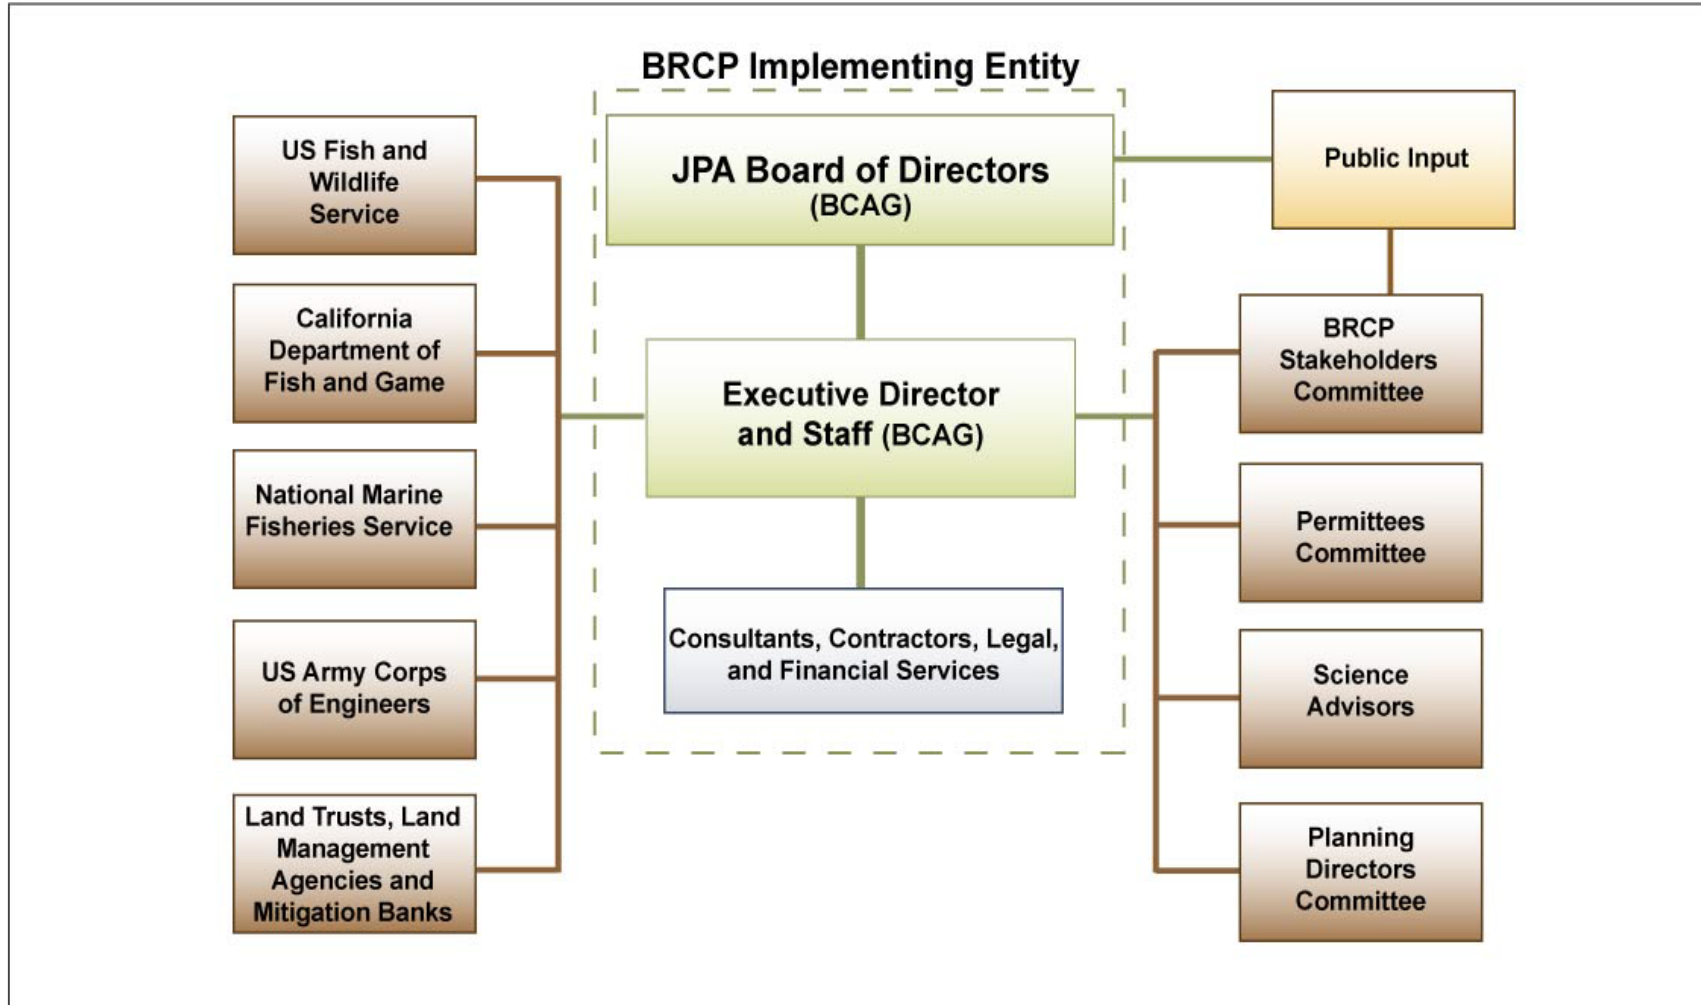 BRCP Implementing Entity
US Fish and
Wildlife
Service
California
Department of
Fish and Game
National Marine
Fisheries Service
US Army Corps
of Engineers
Land Trusts, Land
Management
Agencies and
Mitigation Banks
JPA Board of Directors
(BCAG)
Executive Director
and Staff (BCAG)
Consultants, Contractors, Legal,
and Financial Services
Public Input
BRCP
Stakeholders
Committee
Permittees
Committee
Science
Advisors
Planning
Directors
Committee